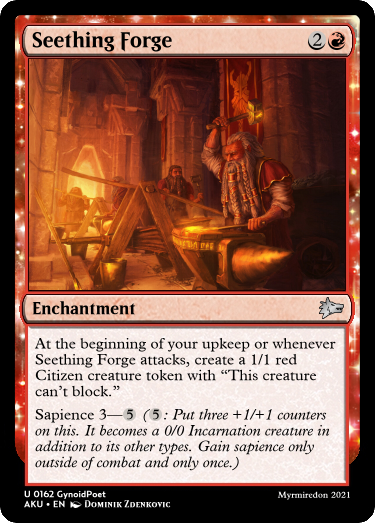 Seething Forge 2
Enchantment
At the beginning of your upkeep or whenever
Seething Forge attacks, create a 1/1 red
Citizen creature token with “This creature
can’t block.”
Sapience 3—5 (5: Put three +1/+1 counters
on this. It becomes a 0/0 Incarnation creature in
addition to its other types. Gain sapience only
outside of combat and only once.)
U 0162 GynoidPoet
AKU • EN Dominik Zdenkovic
Myrmiredon 2021